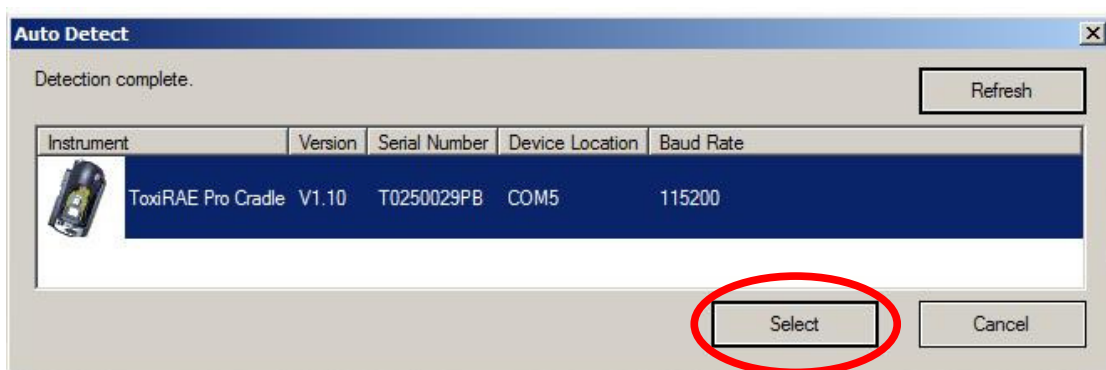 Auto Detect
Detection complete.
Refresh
Instrument Version Serial Number Device Location Baud Rate
ToxiRAE Pro Cradle V1.10 T0250029PB COM5 115200
Select Cancel